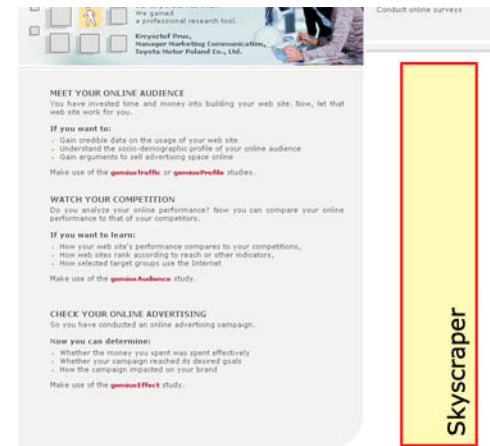 We gained
a professional research tool.
Krzysztof Prus,
Manager Marketing Communication,
Toyota Motor Poland Co., Ltd.
Conduct online surveys
MEET YOUR ONLINE AUDIENCE
You have invested time and money into building your web site. Now, let that
web site work for you.
If you want to:
Gain credible data on the usage of your web site
Understand the socio-demographic profile of your online audience
Gain arguments to sell advertising space online
Make use of the gemiusTraffic or gemiusProfile studies.
WATCH YOUR COMPETITION
Do you analyze your online performance? Now you can compare your online
performance to that of your competitors.
If you want to learn:
How your web site's performance compares to your competitions,
How web sites rank according to reach or other indicators,
How selected target groups use the Internet
Make use of the gemiusAudience study.
CHECK YOUR ONLINE ADVERTISING
So you have conducted an online advertising campaign.
Now you can determine:
Whether the money you spent was spent effectively
Whether your campaign reached its desired goals
How the campaign impacted on your brand
Make use of the gemiusEffect study.
Skyscraper